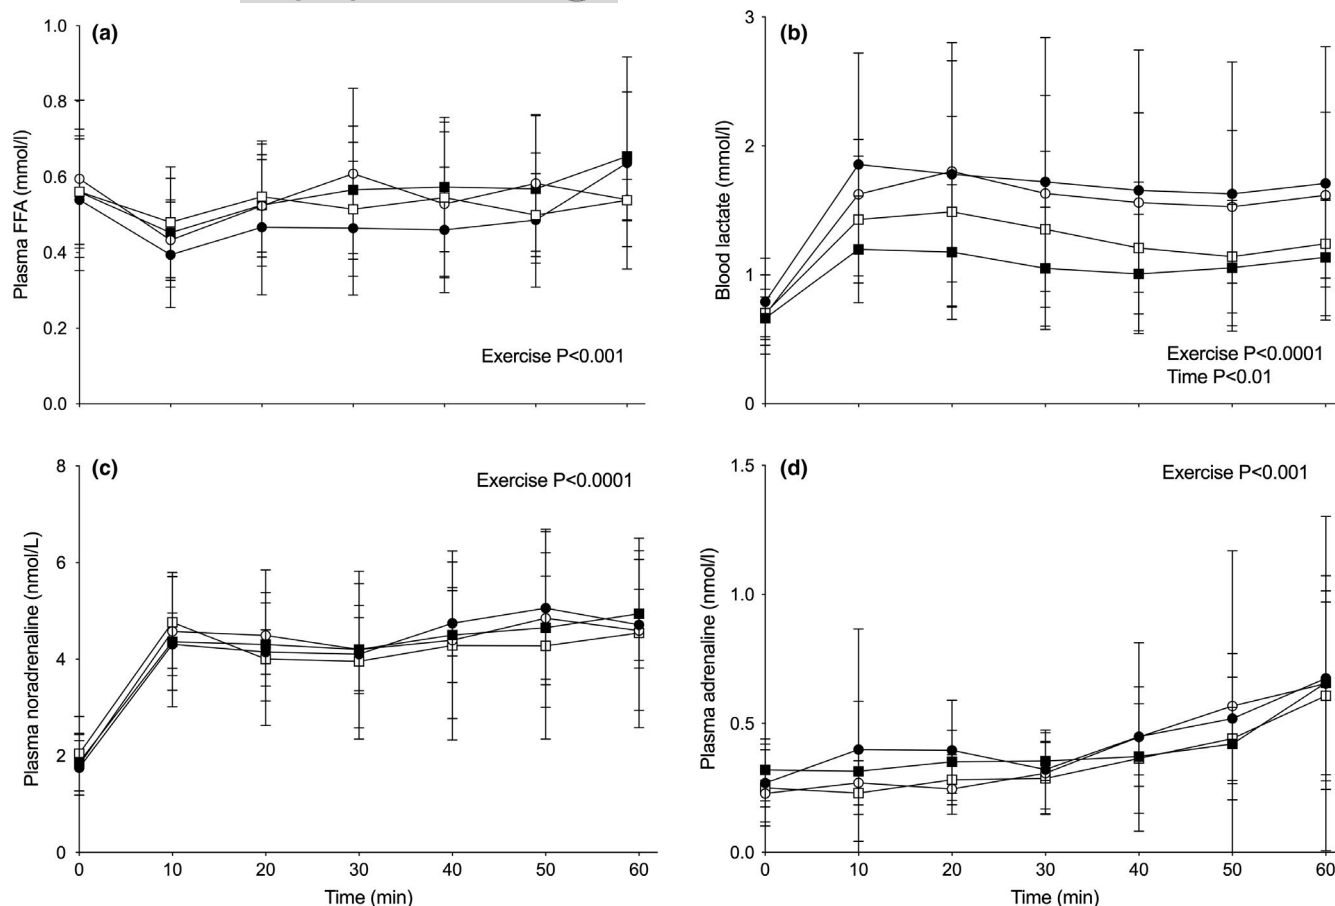 (a)
1.0
0.8
0.6
0.4
0.2
0.0
Plasma FFA (mmol/l)
Exercise P<0.001
(b)
3
2
1
0
Blood lactate (mmol/l)
Exercise P<0.0001
Time P<0.01
(c)
8
6
4
2
0
Plasma noradrenaline (nmol/L)
Exercise P<0.0001
0 10 20 30 40 50 60
Time (min)
(d)
1.5
1.0
0.5
0.0
Plasma adrenaline (nmol/l)
Exercise P<0.001
0 10 20 30 40 50 60
Time (min)